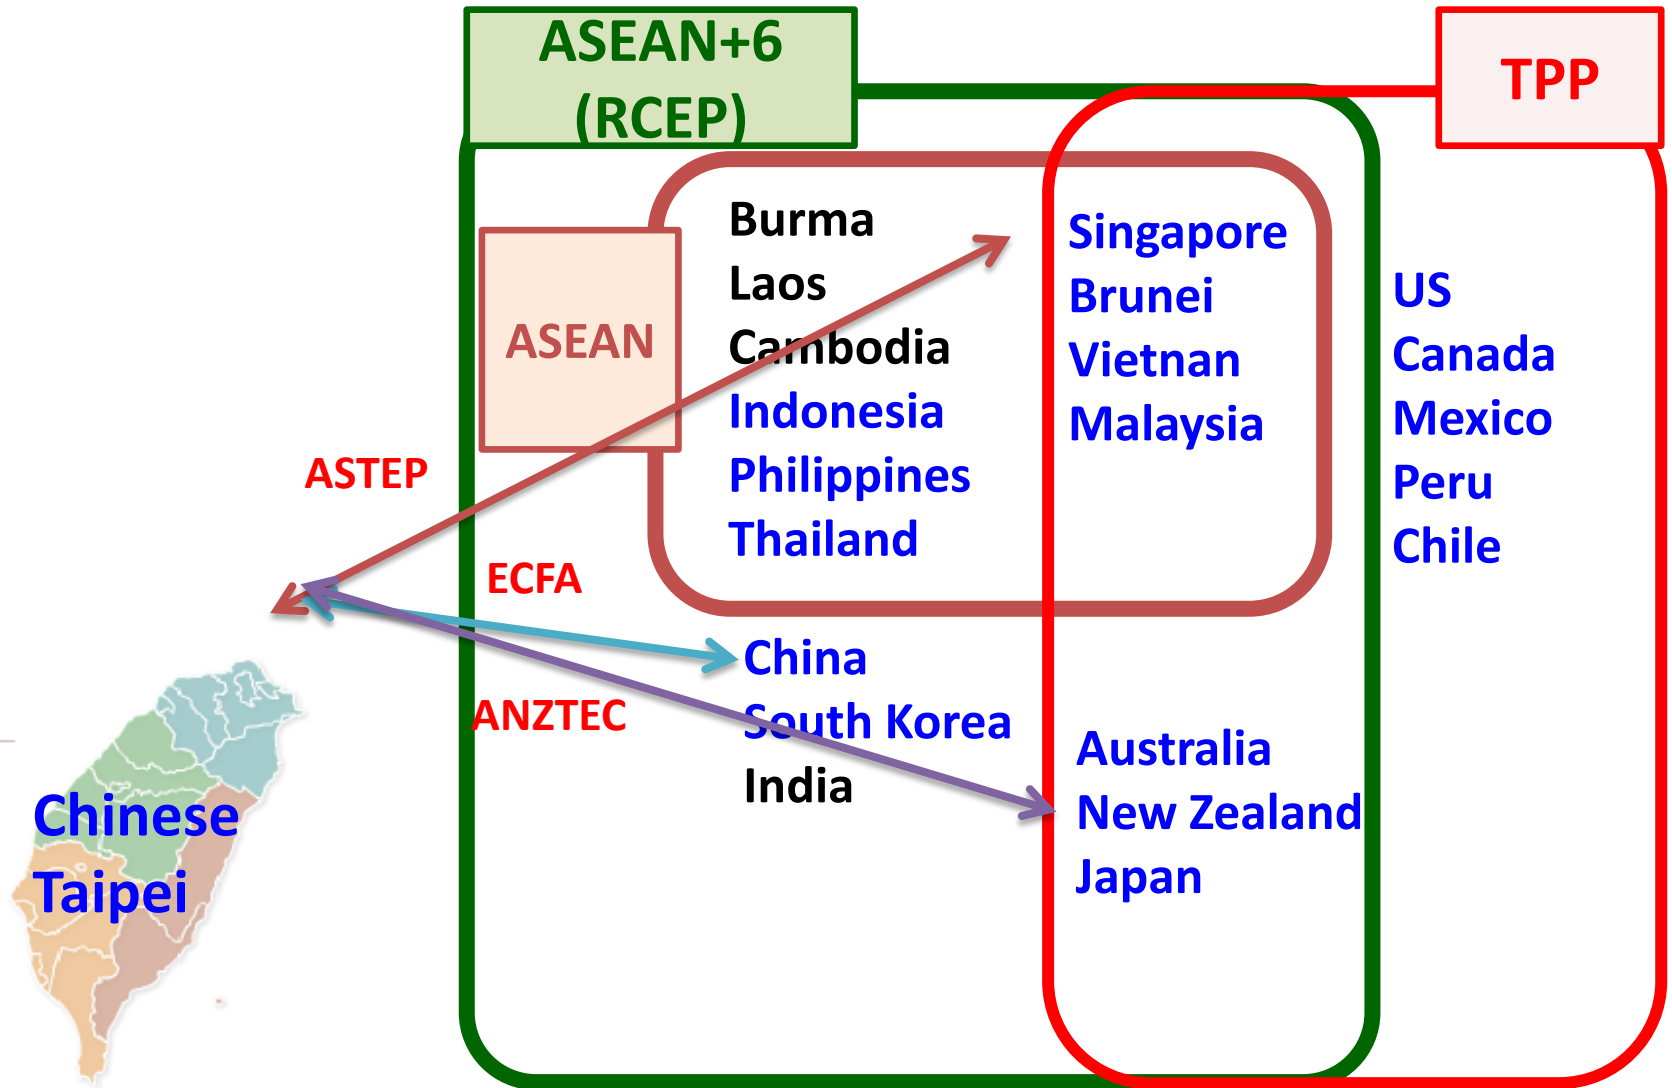 ASEAN+6
(RCEP)
TPP
ASEAN
Burma
Laos
Cambodia
Indonesia
Philippines
Thailand
Singapore
Brunei
Vietnan
Malaysia
US
Canada
Mexico
Peru
Chile
ASTEP
ECFA
ANZTEC
China
South Korea
India
Australia
New Zealand
Japan
Chinese
Taipei